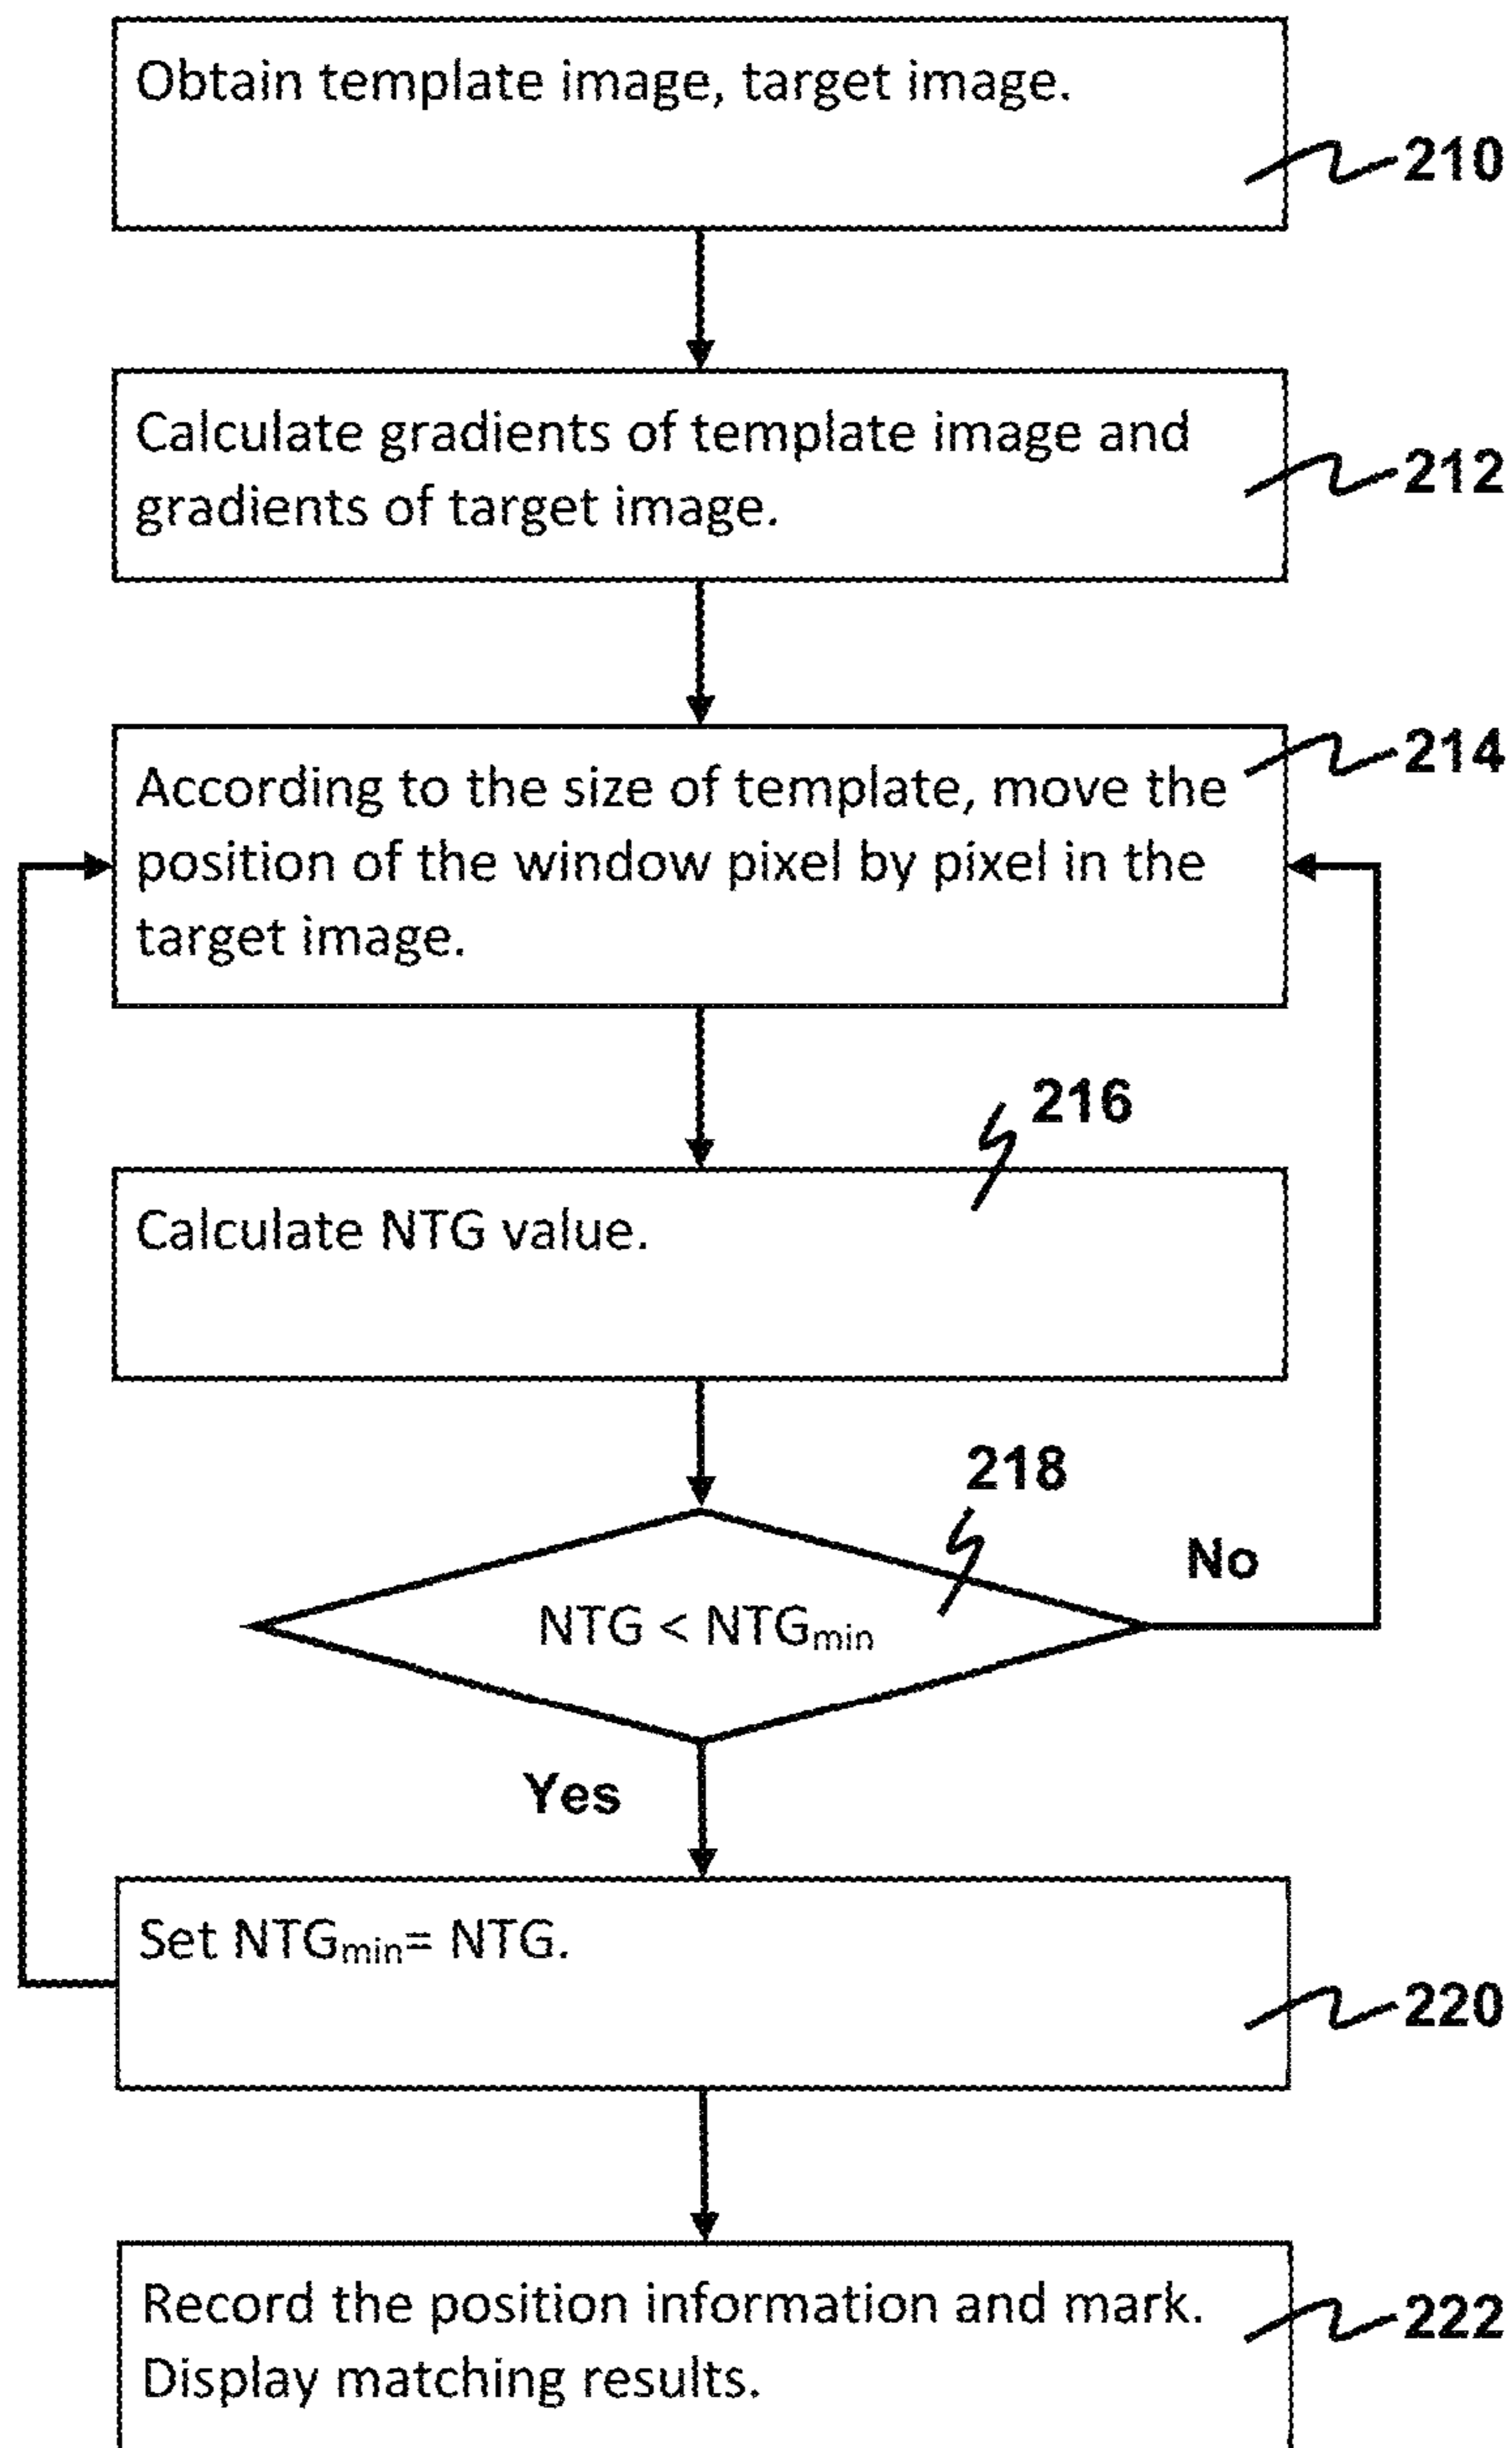 Obtain template image, target image.
210
Calculate gradients of template image and
gradients of target image.
212
214
According to the size of template, move the
position of the window pixel by pixel in the
target image.
216
Calculate NTG value.
218
No
NTG < NTGmin
Yes
Set NTGmin= NTG.
220
Record the position information and mark.
Display matching results.
222